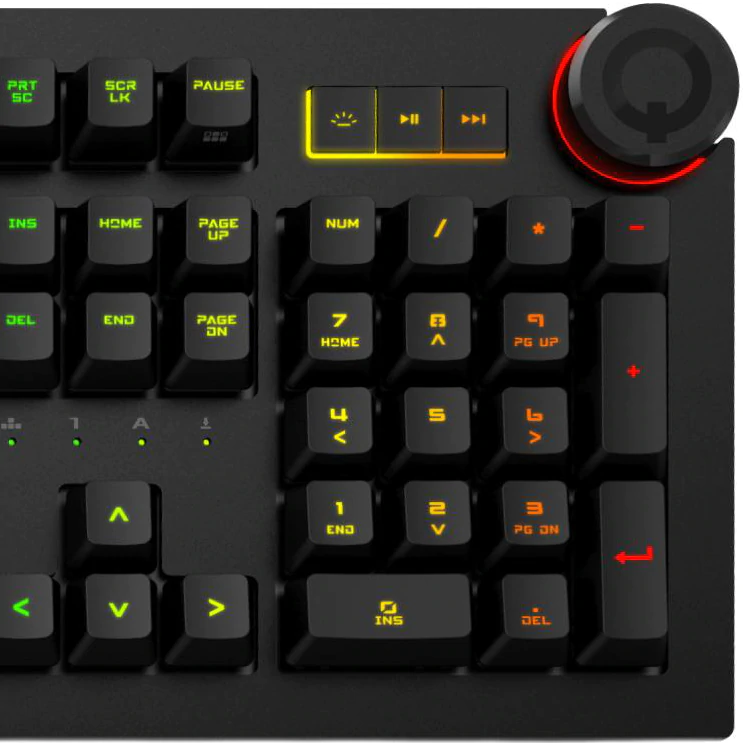 PRT
SC
SCR
LK
PAUSE
INS
HOME
PAGE
UP
NUM
/
*
-
DEL
END
PAGE
DN
7
HOME
8
^
9
PG UP
+
4
<
5
6
>
1
A
^
1
END
2
v
3
PG DN
<
v
>
0
INS
.
DEL